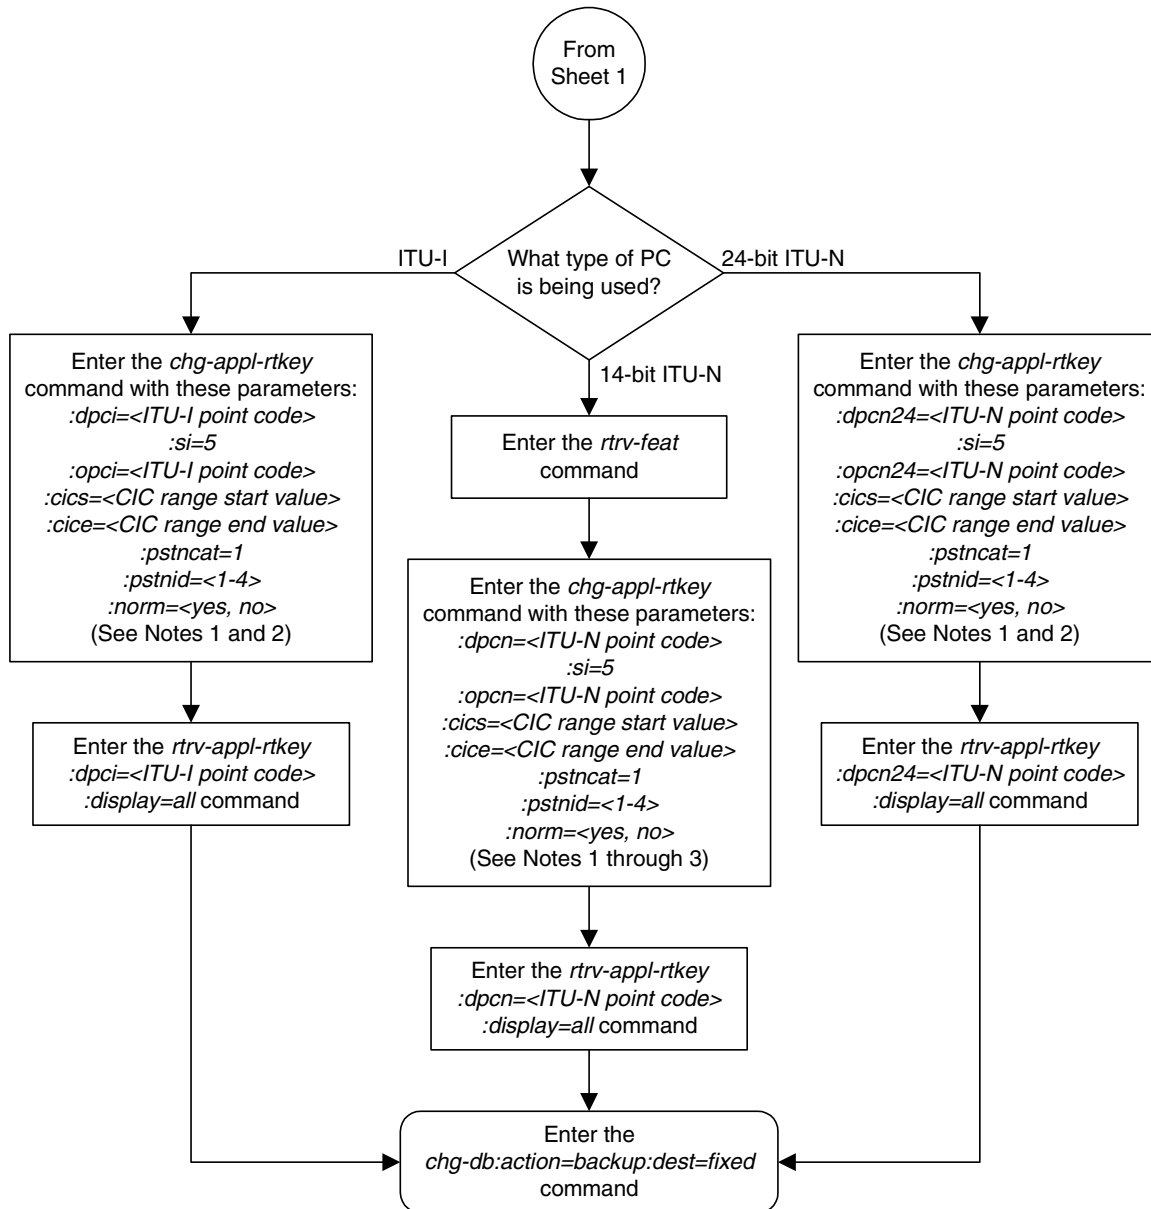 From
Sheet 1
What type of PC
is being used?
ITU-I
24-bit ITU-N
14-bit ITU-N
Enter the chg-appl-rtkey
command with these parameters:
:dpci=<ITU-I point code>
:si=5
:opci=<ITU-I point code>
:cics=<CIC range start value>
:cice=<CIC range end value>
:pstncat=1
:pstnid=<1-4>
:norm=<yes, no>
(See Notes 1 and 2)
Enter the rtrv-appl-rtkey
:dpci=<ITU-I point code>
:display=all command
Enter the rtrv-feat
command
Enter the chg-appl-rtkey
command with these parameters:
:dpcn=<ITU-N point code>
:si=5
:opcn=<ITU-N point code>
:cics=<CIC range start value>
:cice=<CIC range end value>
:pstncat=1
:pstnid=<1-4>
:norm=<yes, no>
(See Notes 1 through 3)
Enter the rtrv-appl-rtkey
:dpcn=<ITU-N point code>
:display=all command
Enter the chg-appl-rtkey
command with these parameters:
:dpcn24=<ITU-N point code>
:si=5
:opcn24=<ITU-N point code>
:cics=<CIC range start value>
:cice=<CIC range end value>
:pstncat=1
:pstnid=<1-4>
:norm=<yes, no>
(See Notes 1 and 2)
Enter the rtrv-appl-rtkey
:dpcn24=<ITU-N point code>
:display=all command
Enter the
chg-db:action=backup:dest=fixed
command